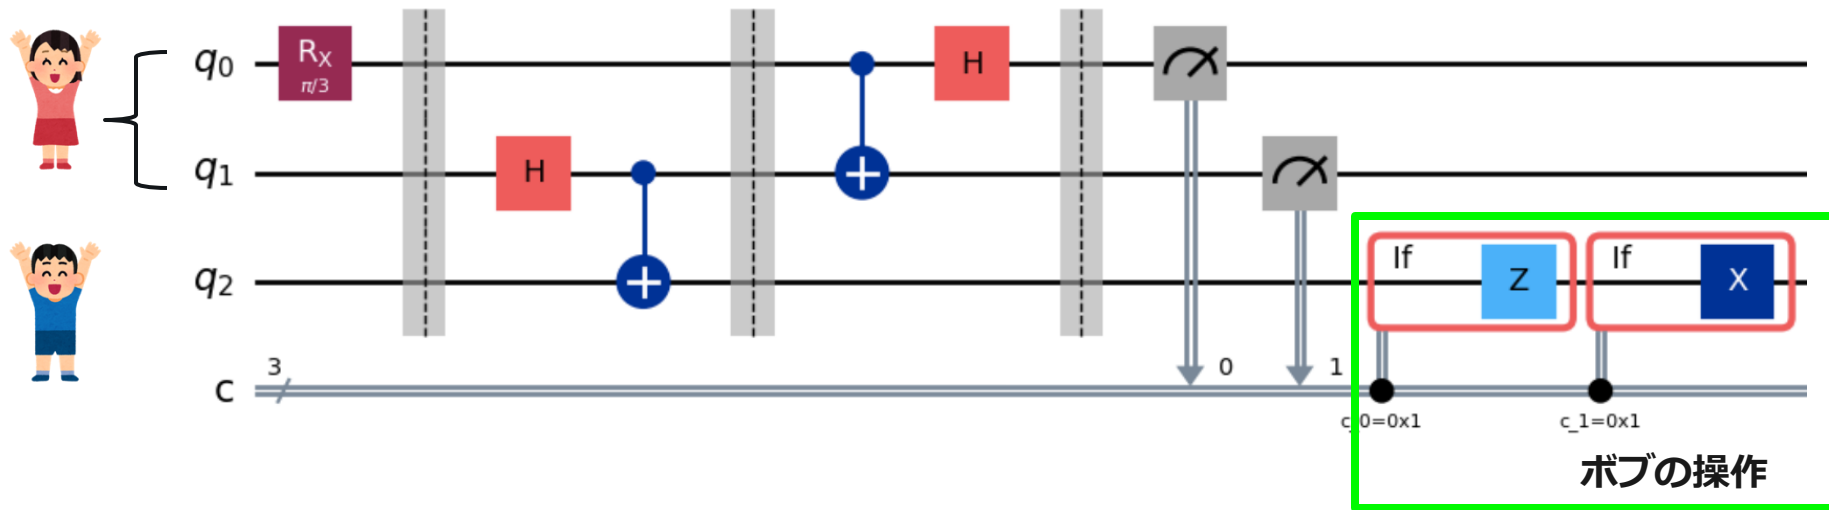 q0 RX π/3 H
q1 H
q2 If Z If X
c 3 0 1
c_0=0x1 c_1=0x1
ボブの操作